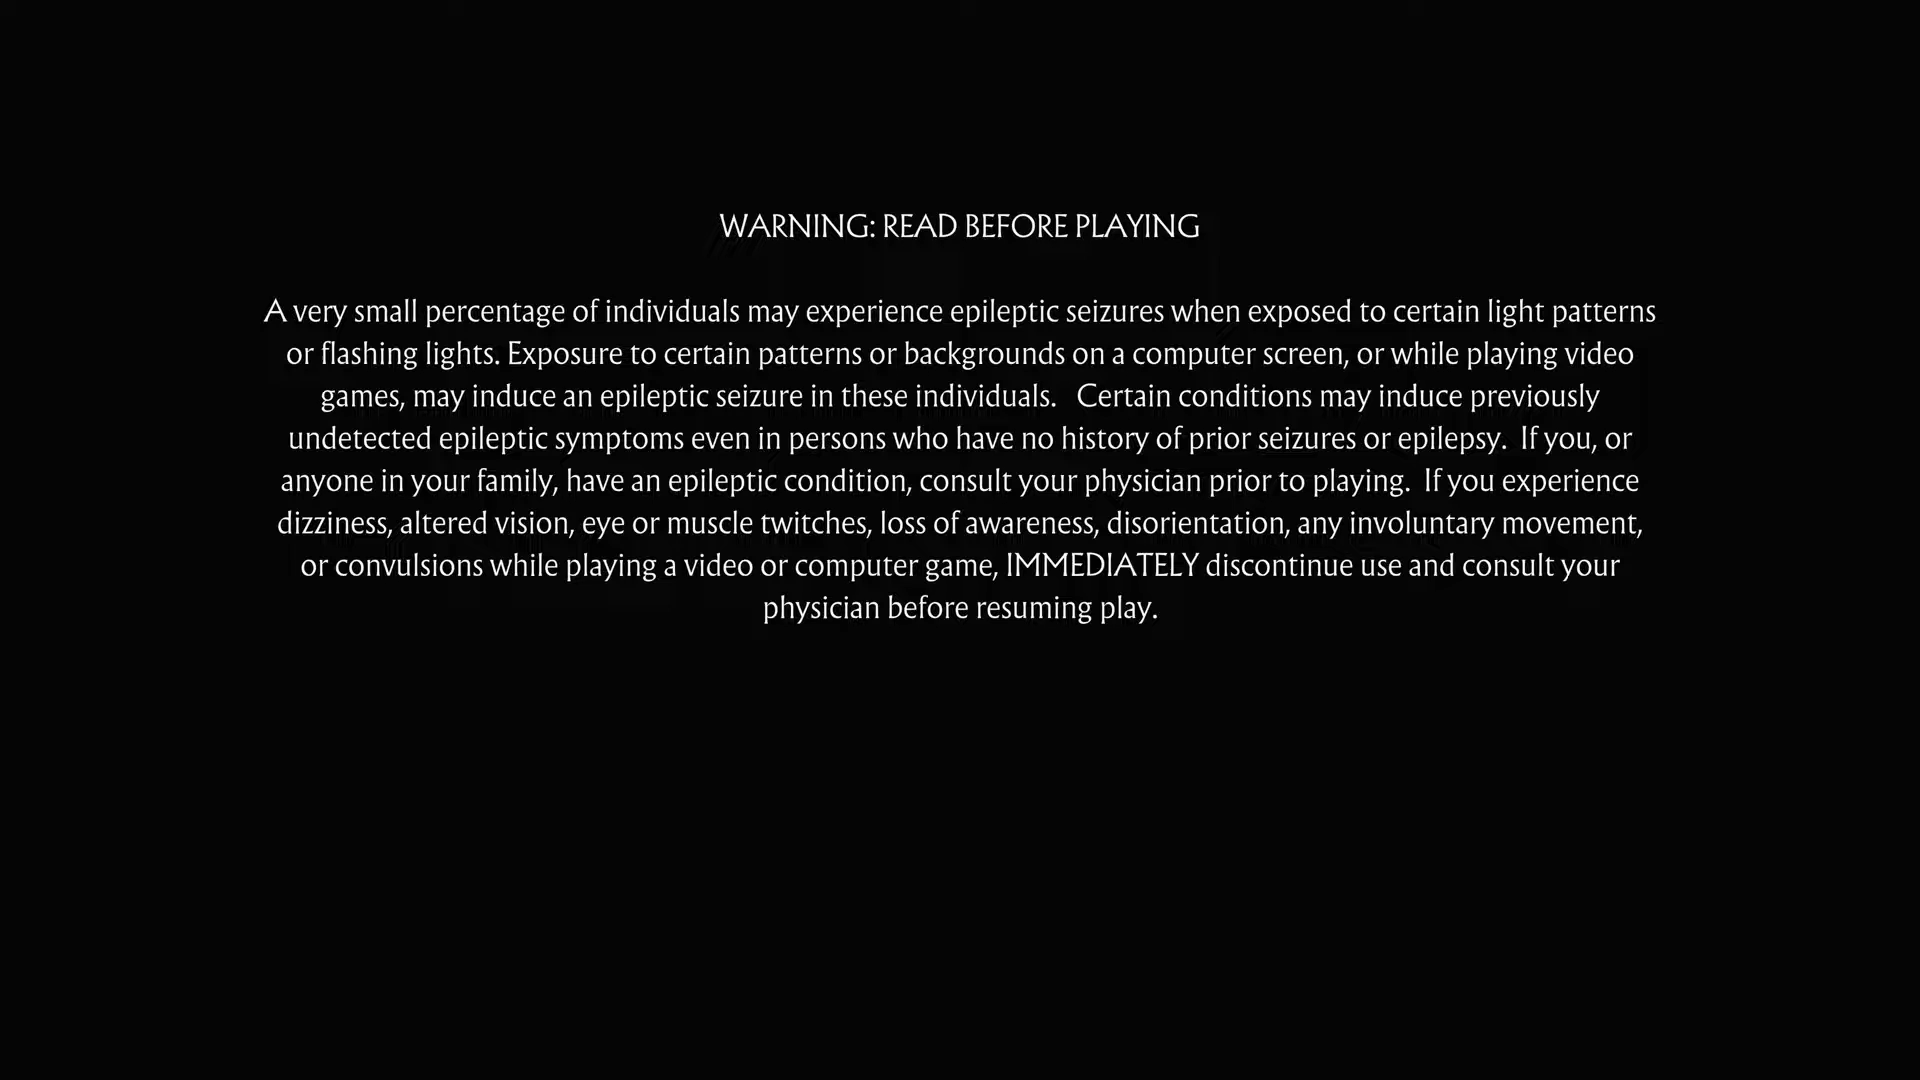 WARNING: READ BEFORE PLAYING
A very small percentage of individuals may experience epileptic seizures when exposed to certain light patterns
or flashing lights. Exposure to certain patterns or backgrounds on a computer screen, or while playing video
games, may induce an epileptic seizure in these individuals.   Certain conditions may induce previously
undetected epileptic symptoms even in persons who have no history of prior seizures or epilepsy.  If you, or
anyone in your family, have an epileptic condition, consult your physician prior to playing.  If you experience
dizziness, altered vision, eye or muscle twitches, loss of awareness, disorientation, any involuntary movement,
or convulsions while playing a video or computer game, IMMEDIATELY discontinue use and consult your
physician before resuming play.